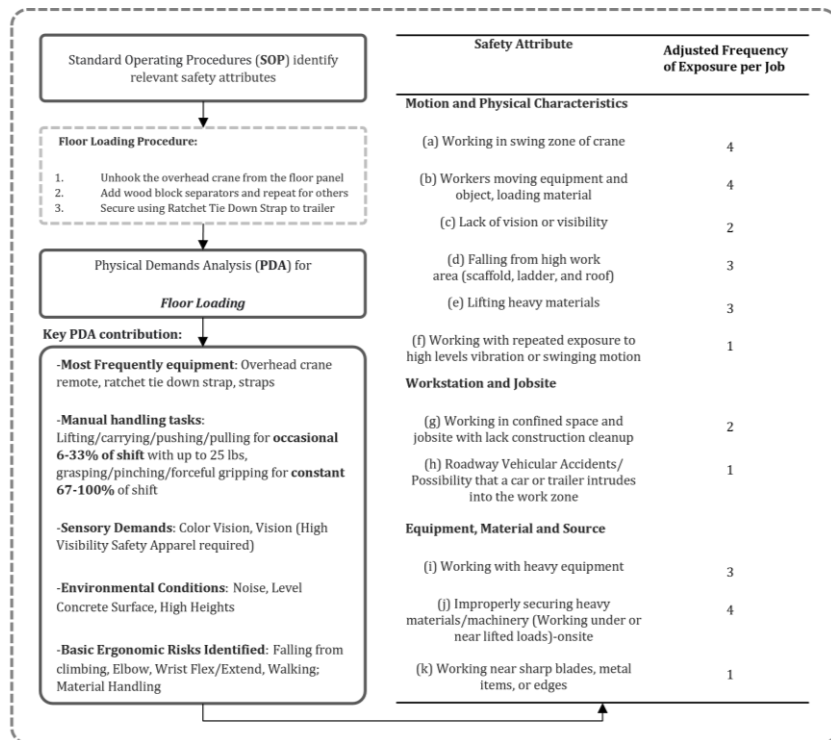 Standard Operating Procedures (SOP) identify
relevant safety attributes
Floor Loading Procedure:
1. Unhook the overhead crane from the floor panel
2. Add wood block separators and repeat for others
3. Secure using Ratchet Tie Down Strap to trailer
Physical Demands Analysis (PDA) for
Floor Loading
Key PDA contribution:
-Most Frequently equipment: Overhead crane
remote, ratchet tie down strap, straps
-Manual handling tasks:
Lifting/carrying/pushing/pulling for occasional
6-33% of shift with up to 25 lbs,
grasping/pinching/forceful gripping for constant
67-100% of shift
-Sensory Demands: Color Vision, Vision (High
Visibility Safety Apparel required)
-Environmental Conditions: Noise, Level
Concrete Surface, High Heights
-Basic Ergonomic Risks Identified: Falling from
climbing, Elbow, Wrist Flex/Extend, Walking;
Material Handling
Safety Attribute
Adjusted Frequency
of Exposure per Job
Motion and Physical Characteristics
(a) Working in swing zone of crane
4
(b) Workers moving equipment and
object, loading material
4
(c) Lack of vision or visibility
2
(d) Falling from high work
area (scaffold, ladder, and roof)
3
(e) Lifting heavy materials
3
(f) Working with repeated exposure to
high levels vibration or swinging motion
1
Workstation and Jobsite
(g) Working in confined space and
jobsite with lack construction cleanup
2
(h) Roadway Vehicular Accidents/
Possibility that a car or trailer intrudes
into the work zone
1
Equipment, Material and Source
(i) Working with heavy equipment
3
(j) Improperly securing heavy
materials/machinery (Working under or
near lifted loads)-onsite
4
(k) Working near sharp blades, metal
items, or edges
1